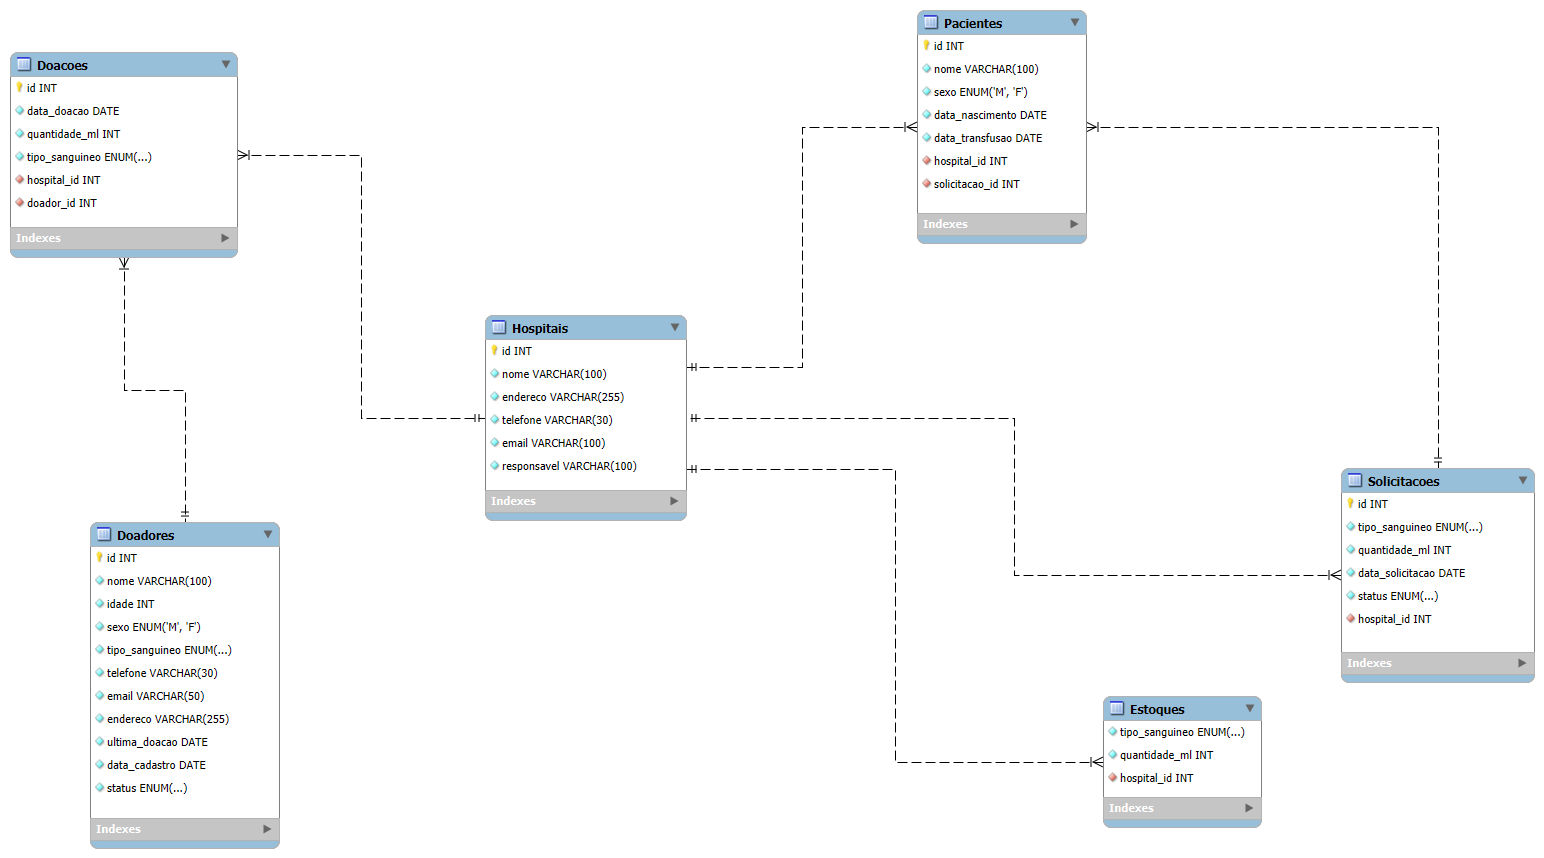 Doacoes
id INT
data_doacao DATE
quantidade_ml INT
tipo_sanguineo ENUM(...)
hospital_id INT
doador_id INT
Indexes
Pacientes
id INT
nome VARCHAR(100)
sexo ENUM('M', 'F')
data_nascimento DATE
data_transfusao DATE
hospital_id INT
solicitacao_id INT
Indexes
Hospitais
id INT
nome VARCHAR(100)
endereco VARCHAR(255)
telefone VARCHAR(30)
email VARCHAR(100)
responsavel VARCHAR(100)
Indexes
Doadores
id INT
nome VARCHAR(100)
idade INT
sexo ENUM('M', 'F')
tipo_sanguineo ENUM(...)
telefone VARCHAR(30)
email VARCHAR(50)
endereco VARCHAR(255)
ultima_doacao DATE
data_cadastro DATE
status ENUM(...)
Indexes
Solicitacoes
id INT
tipo_sanguineo ENUM(...)
quantidade_ml INT
data_solicitacao DATE
status ENUM(...)
hospital_id INT
Indexes
Estoques
tipo_sanguineo ENUM(...)
quantidade_ml INT
hospital_id INT
Indexes